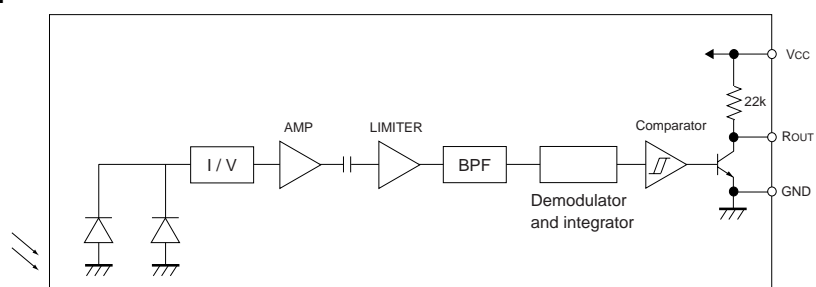 VCC
22k
AMP
LIMITER
Comparator
ROUT
I / V
BPF
GND
Demodulator
and integrator